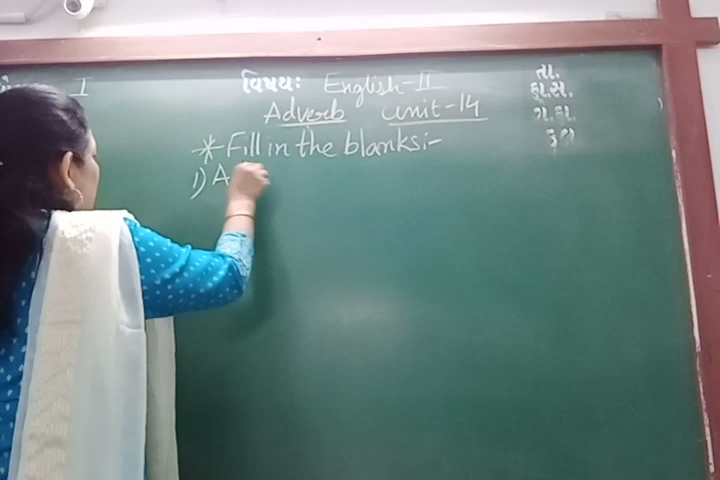 I
વિષય: English-II
Adverb unit-14
* Fill in the blanks:-
1) A
તા.
ફા.સ.
ગ.હા.
કુલ